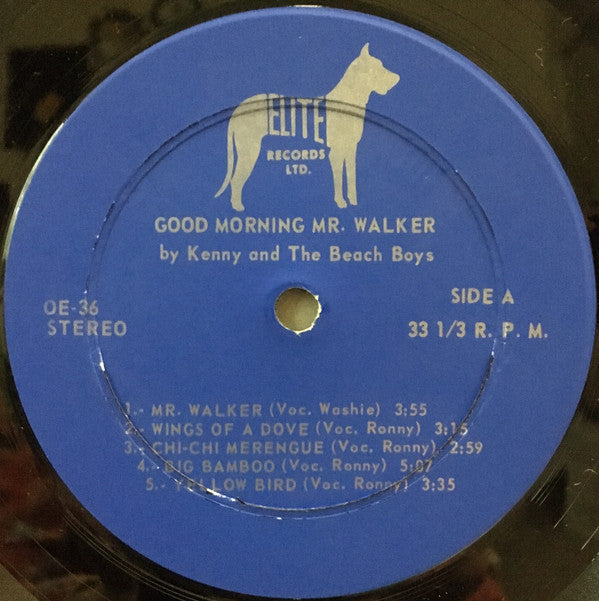 ELITE
RECORDS
LTD.
GOOD MORNING MR. WALKER
by Kenny and The Beach Boys
OE-36
STEREO
SIDE A
33 1/3 R. P. M.
1.- MR. WALKER (Voc. Washie) 3:55
2.- WINGS OF A DOVE (Voc. Ronny) 3:15
3.- CHI-CHI MERENGUE (Voc. Ronny) 2:59
4.- BIG BAMBOO (Voc. Ronny) 5:07
5.- YELLOW BIRD (Voc. Ronny) 3:35